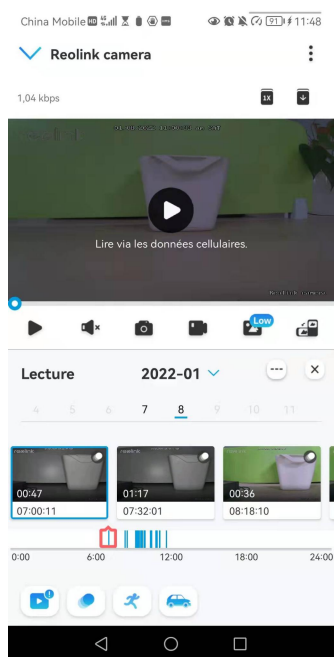 China Mobile HD 91 11:48
Reolink camera
1,04 kbps
1X
Lire via les données cellulaires.
Low
Lecture 2022-01
4 5 6 7 8 9 10 11
00:47 01:17 00:36
07:00:11 07:32:01 08:18:10
0:00 6:00 12:00 18:00 24:00